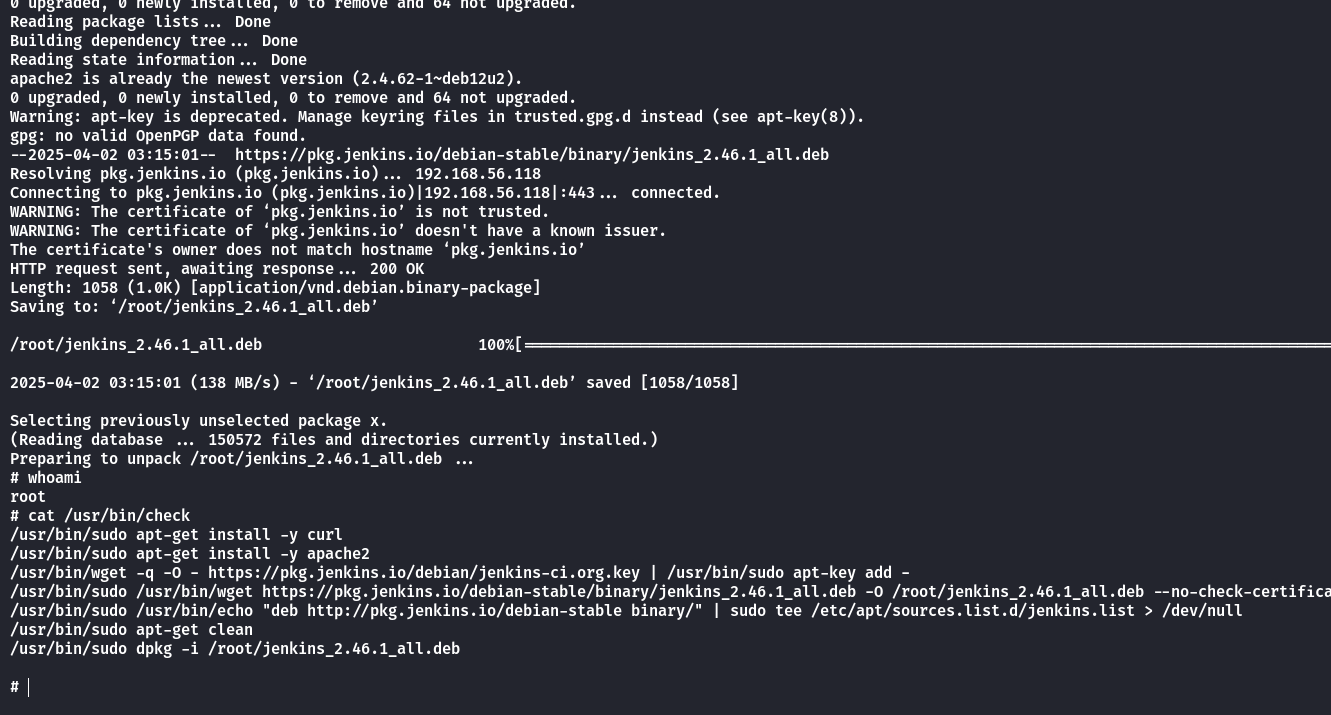 0 upgraded, 0 newly installed, 0 to remove and 64 not upgraded.
Reading package lists... Done
Building dependency tree... Done
Reading state information... Done
apache2 is already the newest version (2.4.62-1~deb12u2).
0 upgraded, 0 newly installed, 0 to remove and 64 not upgraded.
Warning: apt-key is deprecated. Manage keyring files in trusted.gpg.d instead (see apt-key(8)).
gpg: no valid OpenPGP data found.
--2025-04-02 03:15:01--  https://pkg.jenkins.io/debian-stable/binary/jenkins_2.46.1_all.deb
Resolving pkg.jenkins.io (pkg.jenkins.io)... 192.168.56.118
Connecting to pkg.jenkins.io (pkg.jenkins.io)|192.168.56.118|:443... connected.
WARNING: The certificate of ‘pkg.jenkins.io’ is not trusted.
WARNING: The certificate of ‘pkg.jenkins.io’ doesn't have a known issuer.
The certificate's owner does not match hostname ‘pkg.jenkins.io’
HTTP request sent, awaiting response... 200 OK
Length: 1058 (1.0K) [application/vnd.debian.binary-package]
Saving to: ‘/root/jenkins_2.46.1_all.deb’
/root/jenkins_2.46.1_all.deb                        100%[==========
2025-04-02 03:15:01 (138 MB/s) - ‘/root/jenkins_2.46.1_all.deb’ saved [1058/1058]
Selecting previously unselected package x.
(Reading database ... 150572 files and directories currently installed.)
Preparing to unpack /root/jenkins_2.46.1_all.deb ...
# whoami
root
# cat /usr/bin/check
/usr/bin/sudo apt-get install -y curl
/usr/bin/sudo apt-get install -y apache2
/usr/bin/wget -q -O - https://pkg.jenkins.io/debian/jenkins-ci.org.key | /usr/bin/sudo apt-key add -
/usr/bin/sudo /usr/bin/wget https://pkg.jenkins.io/debian-stable/binary/jenkins_2.46.1_all.deb -O /root/jenkins_2.46.1_all.deb --no-check-certifica
/usr/bin/sudo /usr/bin/echo "deb http://pkg.jenkins.io/debian-stable binary/" | sudo tee /etc/apt/sources.list.d/jenkins.list > /dev/null
/usr/bin/sudo apt-get clean
/usr/bin/sudo dpkg -i /root/jenkins_2.46.1_all.deb
#